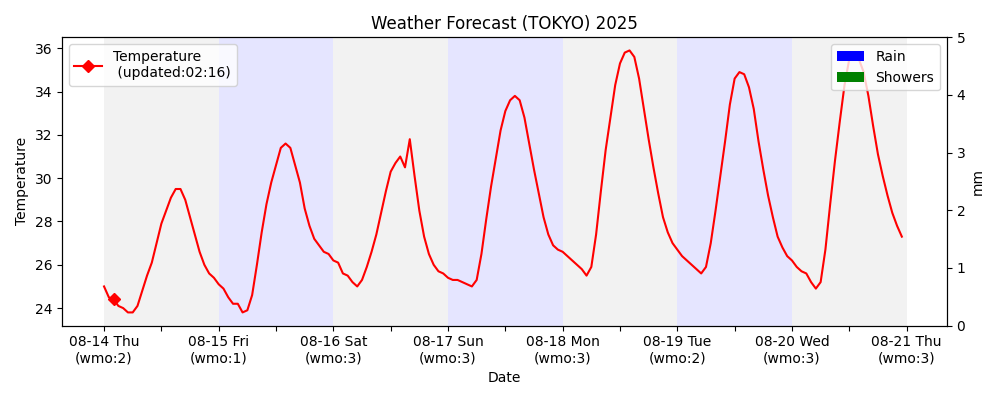 Weather Forecast (TOKYO) 2025
Temperature
(updated:02:16)
Rain
Showers
36
34
32
30
28
26
24
Temperature
5
4
3
2
1
0
mm
08-14 Thu 08-15 Fri 08-16 Sat 08-17 Sun 08-18 Mon 08-19 Tue 08-20 Wed 08-21 Thu
(wmo:2) (wmo:1) (wmo:3) (wmo:3) (wmo:3) (wmo:2) (wmo:3) (wmo:3)
Date